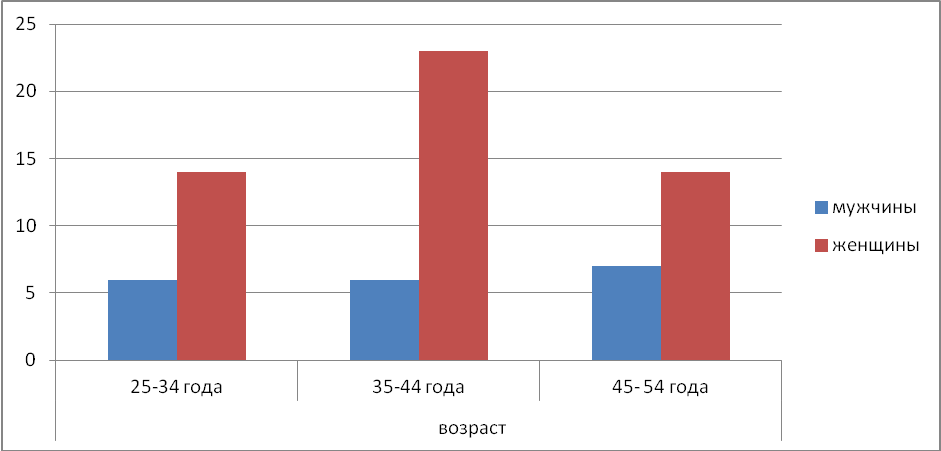 25
20
15
10
5
0
25-34 года
35-44 года
45- 54 года
возраст
мужчины
женщины